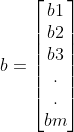 b = [b1
b2
b3
.
.
bm]